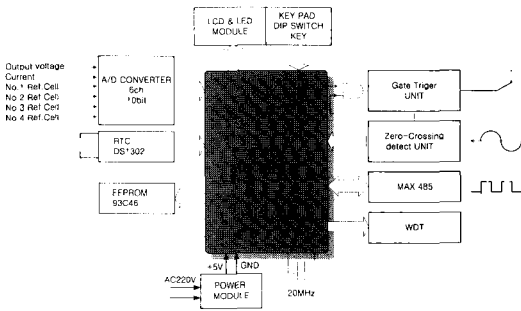 LCD & LED
MODULE
KEY PAD
DIP SWITCH
KEY
Output voltage
Current
No. 1 Ref. Cell
No 2 Ref. Cell
No 3 Ref Cell
No 4 Ref. Cell
A/D CONVERTER
6ch
10bit
Gate Triger
UNIT
RTC
DS1302
Zero-Crossing
detect UNIT
EEPROM
93C46
MAX 485
WDT
+5V
GND
AC220V
POWER
MODULE
20MHz